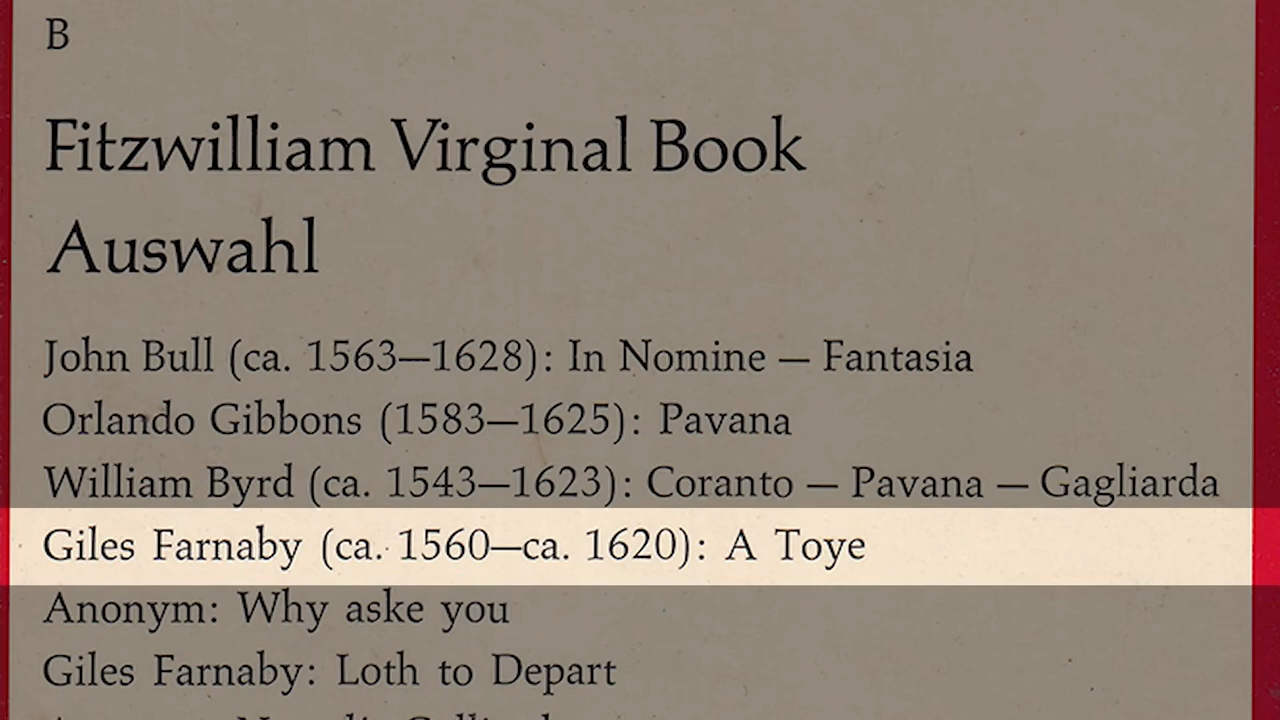 B
Fitzwilliam Virginal Book
Auswahl
John Bull (ca. 1563—1628): In Nomine — Fantasia
Orlando Gibbons (1583—1625): Pavana
William Byrd (ca. 1543—1623): Coranto — Pavana — Gagliarda
Giles Farnaby (ca. 1560—ca. 1620): A Toye
Anonym: Why aske you
Giles Farnaby: Loth to Depart